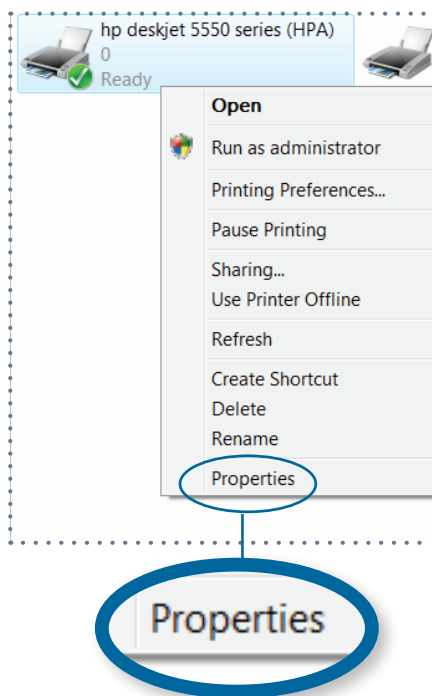 hp deskjet 5550 series (HPA)
0
Ready
Open
Run as administrator
Printing Preferences...
Pause Printing
Sharing...
Use Printer Offline
Refresh
Create Shortcut
Delete
Rename
Properties
Properties